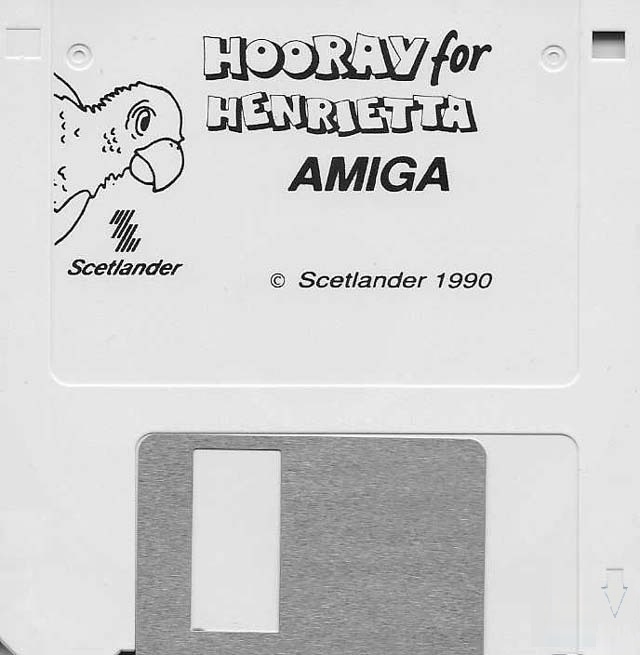 HOORAY for
HENRIETTA
AMIGA
Scetlander
© Scetlander 1990